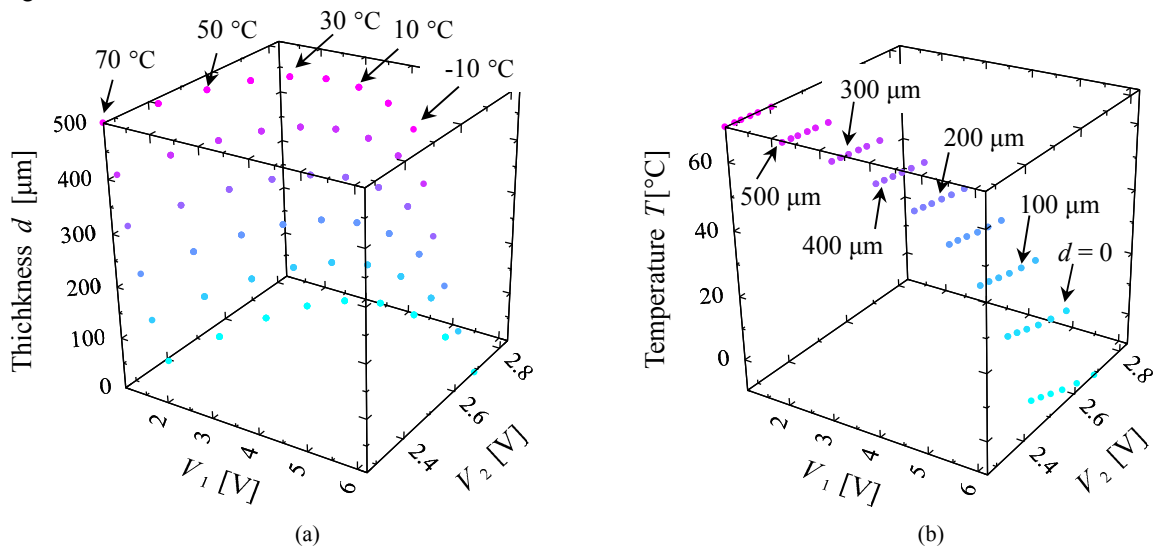 70 °C
50 °C
30 °C
10 °C
-10 °C
Thichkness d [μm]
500
400
300
200
100
0
2
3
4
5
6
V₁ [V]
2.4
2.6
2.8
V₂ [V]
(a)
Temperature T [°C]
60
40
20
0
500 μm
300 μm
400 μm
200 μm
100 μm
d = 0
2
3
4
5
6
V₁ [V]
2.4
2.6
2.8
V₂ [V]
(b)